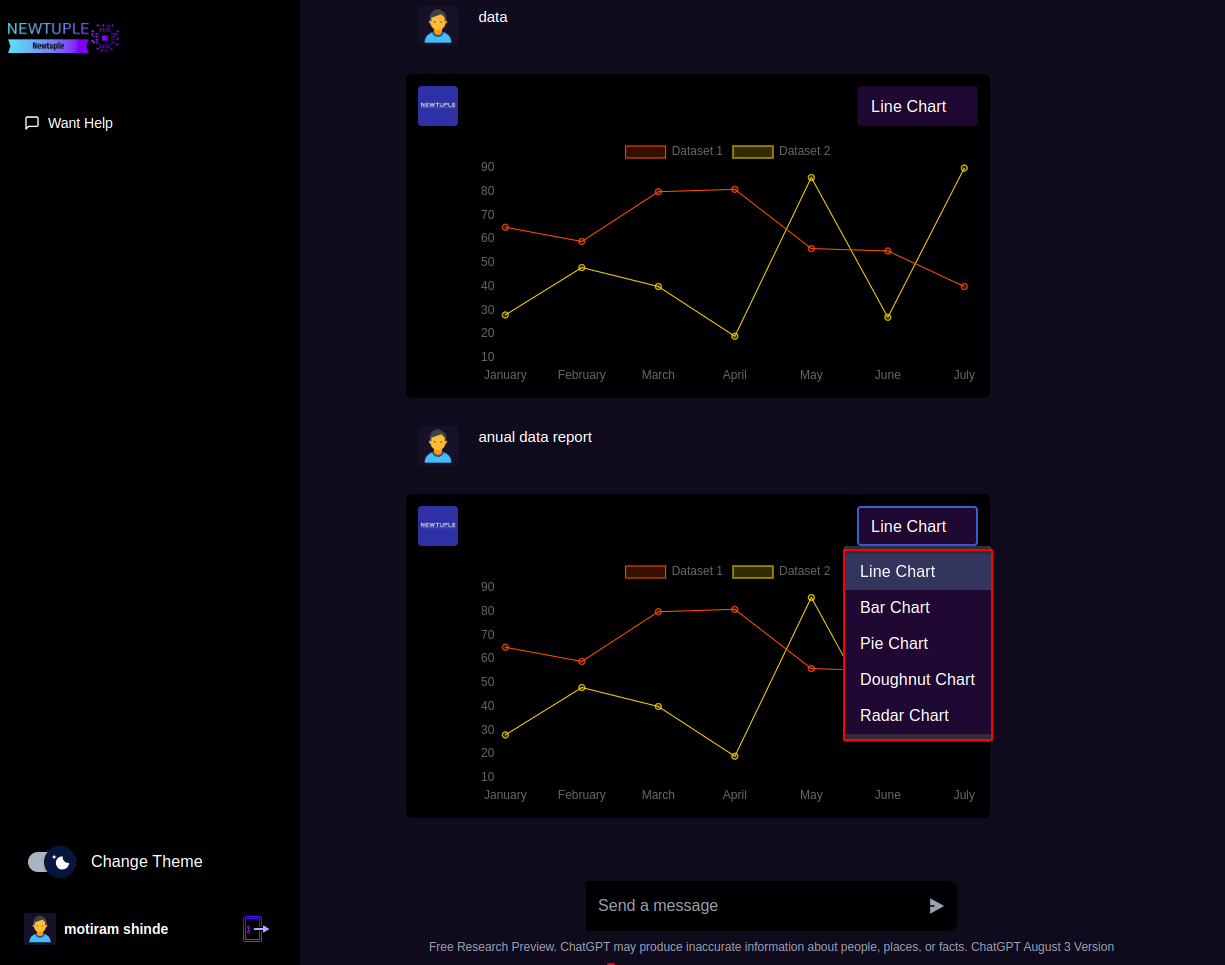 NEWTUPLE
Newtuple
Want Help
Change Theme
motiram shinde
data
NEWTUPLE
Line Chart
Dataset 1 Dataset 2
90
80
70
60
50
40
30
20
10
January February March April May June July
anual data report
NEWTUPLE
Line Chart
Dataset 1 Dataset 2
90
80
70
60
50
40
30
20
10
January February March April May June July
Line Chart
Bar Chart
Pie Chart
Doughnut Chart
Radar Chart
Send a message
Free Research Preview. ChatGPT may produce inaccurate information about people, places, or facts. ChatGPT August 3 Version